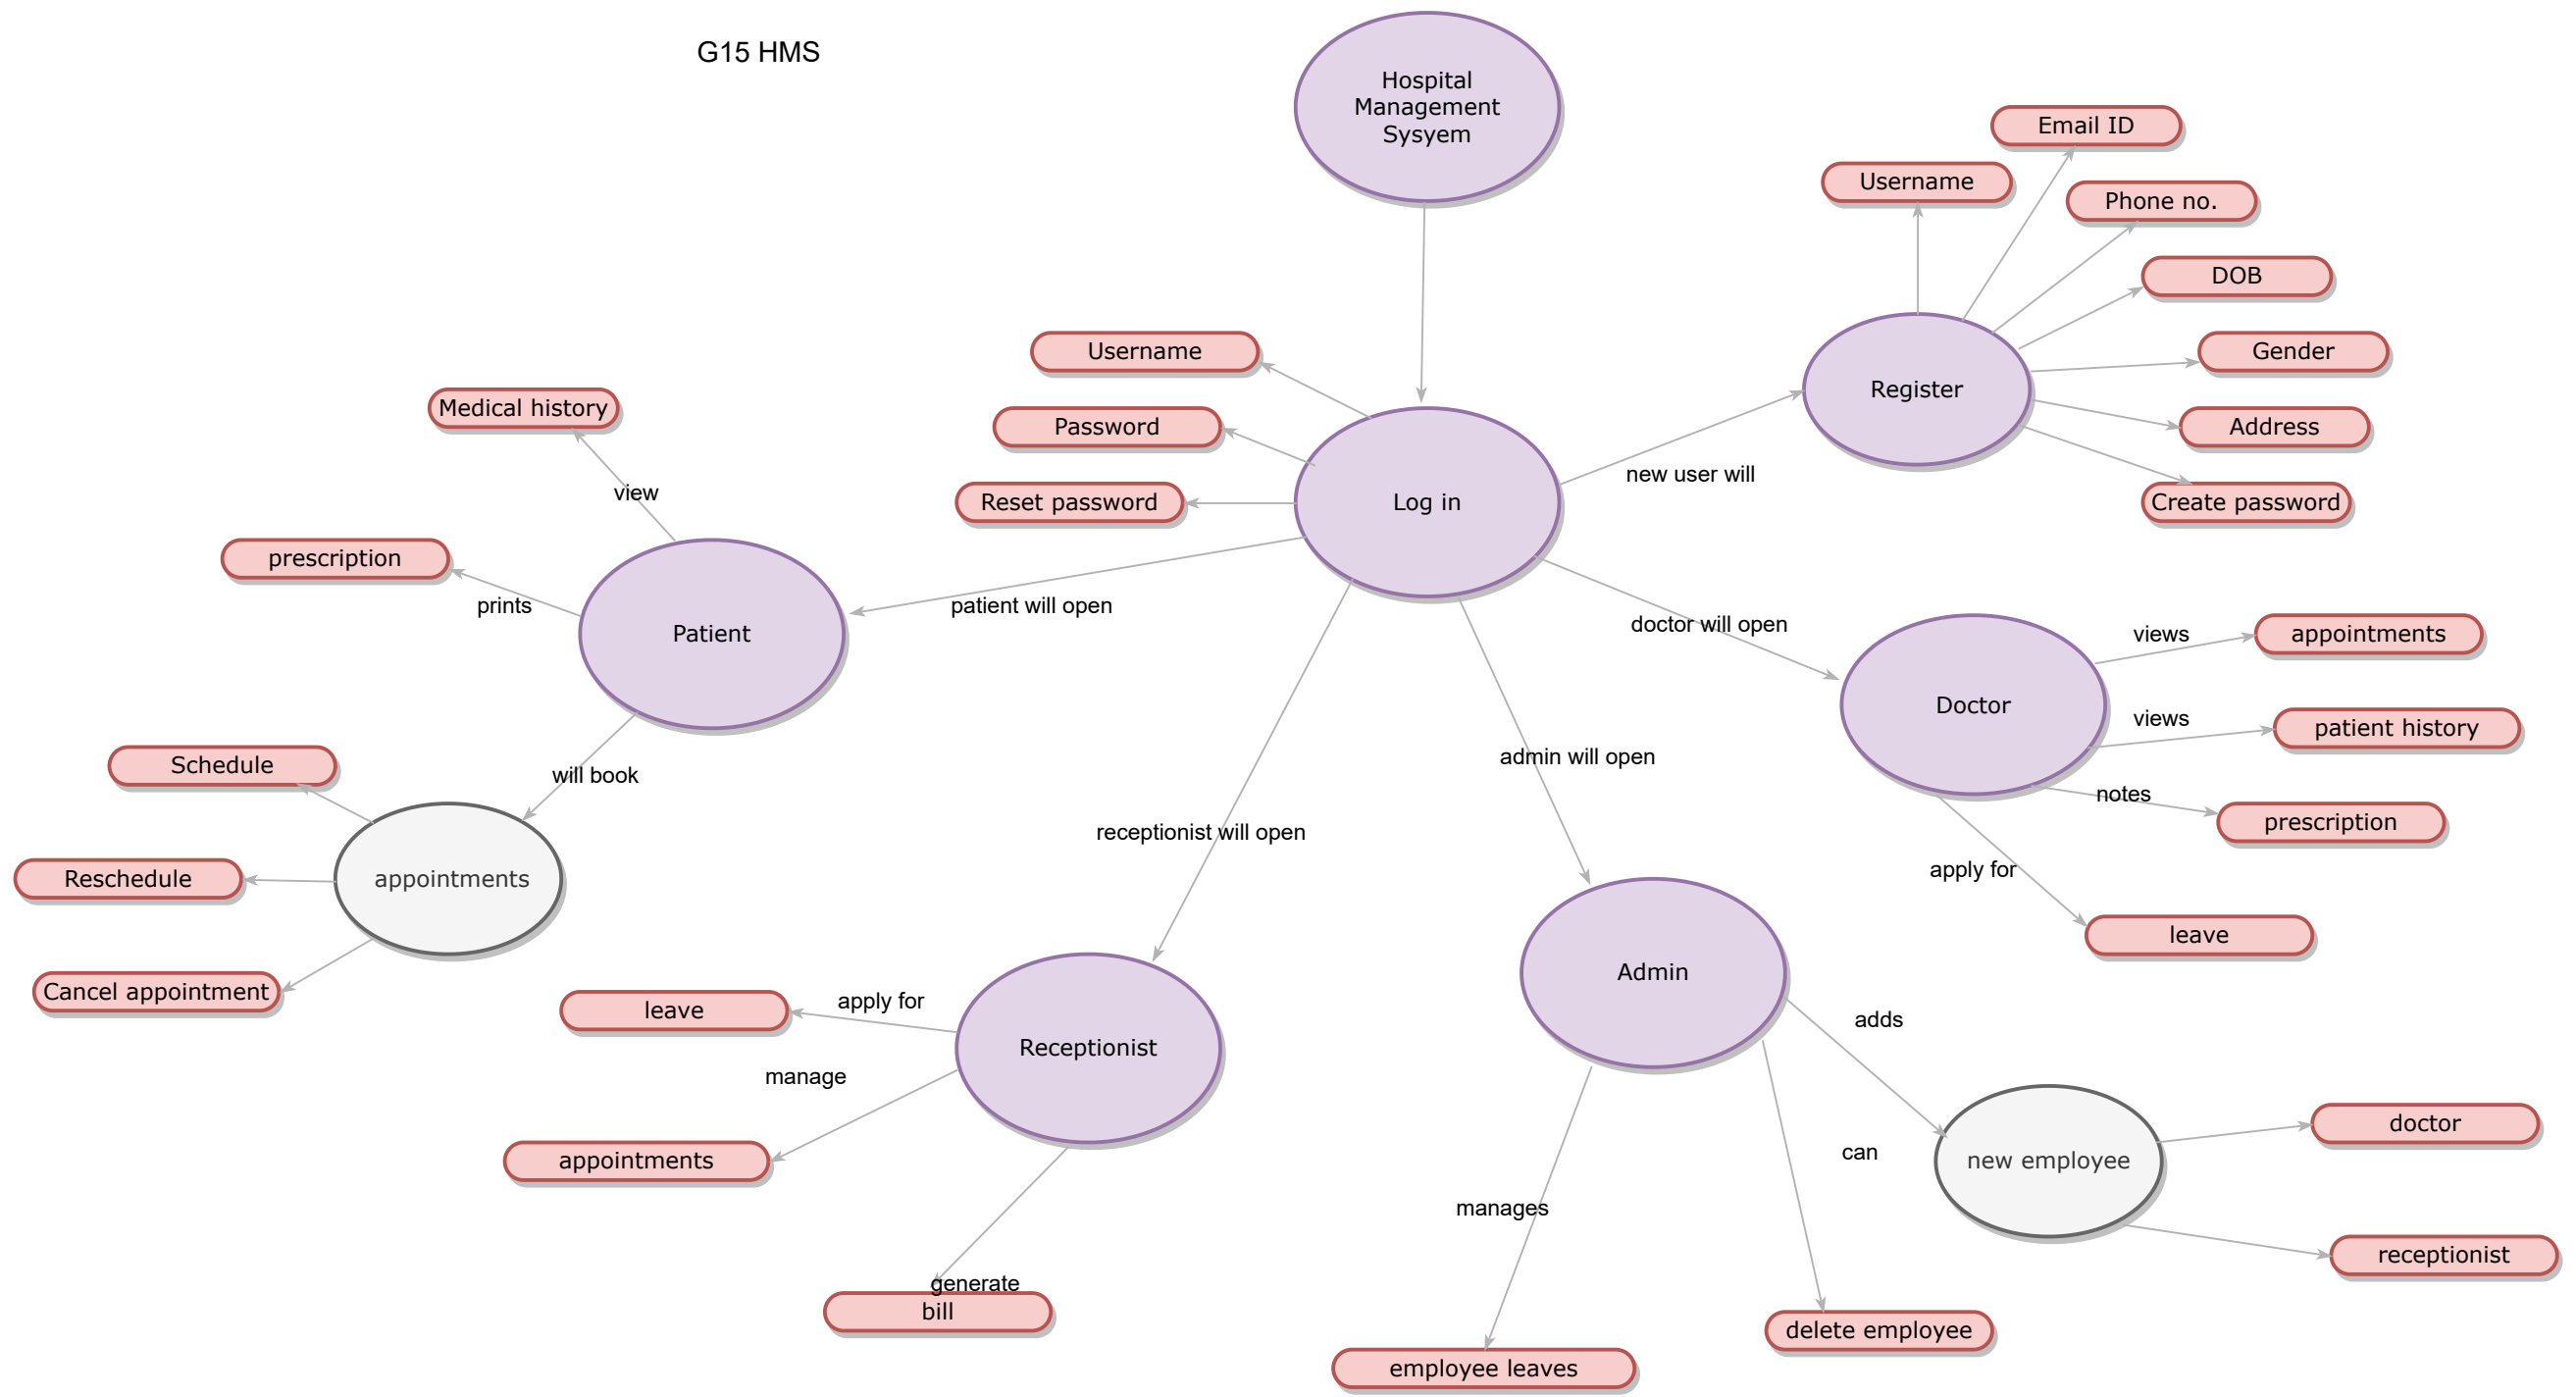 G15 HMS
Hospital
Management
Sysyem
Email ID
Username
Phone no.
DOB
Gender
Register
Address
Create password
new user will
Username
Password
Reset password
Log in
Medical history
view
prescription
prints
Patient
patient will open
doctor will open
Doctor
views
appointments
views
patient history
notes
prescription
apply for
leave
will book
Schedule
appointments
Reschedule
Cancel appointment
receptionist will open
admin will open
Receptionist
apply for
leave
manage
appointments
generate
bill
Admin
adds
new employee
doctor
receptionist
can
delete employee
manages
employee leaves